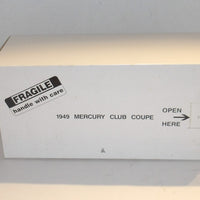 FRAGILE
handle with care
1949 MERCURY CLUB COUPE
OPEN
HERE